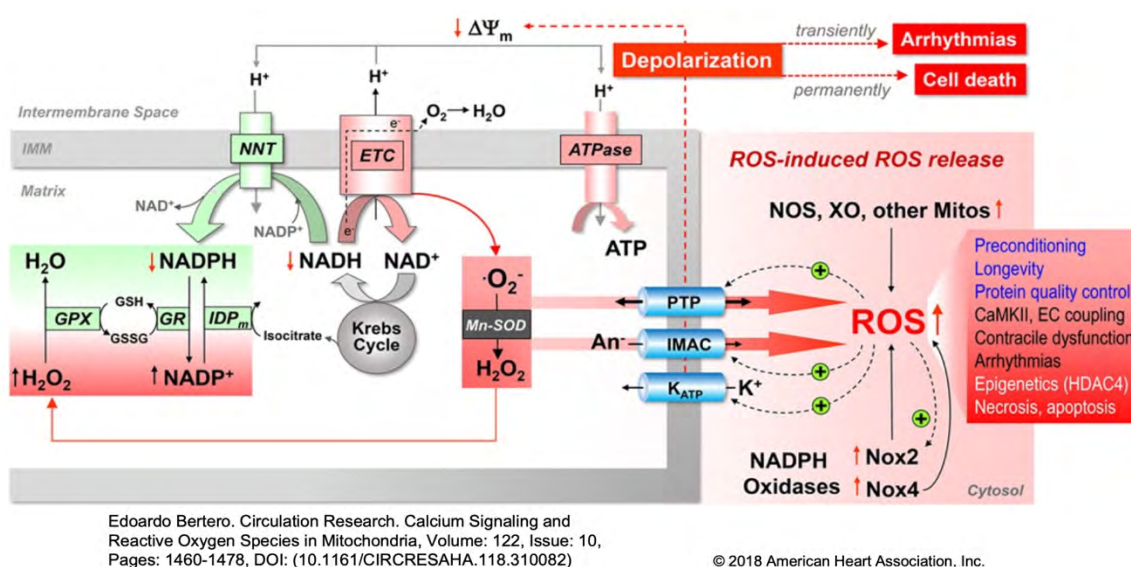 ↓ ΔΨm
Depolarization
transiently
Arrhythmias
permanently
Cell death
H⁺
H⁺
H⁺
O₂→H₂O
Intermembrane Space
e⁻
IMM
NNT
ETC
ATPase
ROS-induced ROS release
Matrix
NAD⁺
NADP⁺
e⁻
NOS, XO, other Mitos ↑
ATP
H₂O
↓ NADPH
↓ NADH
NAD⁺
·O₂⁻
GSH
GPX
GR
IDPm
GSSG
Isocitrate
Krebs
Cycle
Mn-SOD
H₂O₂
↑H₂O₂
↑ NADP⁺
PTP
An⁻
IMAC
KATP
K⁺
+
+
+
+
ROS ↑
Preconditioning
Longevity
Protein quality control
CaMKII, EC coupling
Contractile dysfunction
Arrhythmias
Epigenetics (HDAC4)
Necrosis, apoptosis
NADPH
Oxidases
↑ Nox2
↑ Nox4
Cytosol
Edoardo Bertero. Circulation Research. Calcium Signaling and
Reactive Oxygen Species in Mitochondria, Volume: 122, Issue: 10,
Pages: 1460-1478, DOI: (10.1161/CIRCRESAHA.118.310082)
© 2018 American Heart Association, Inc.